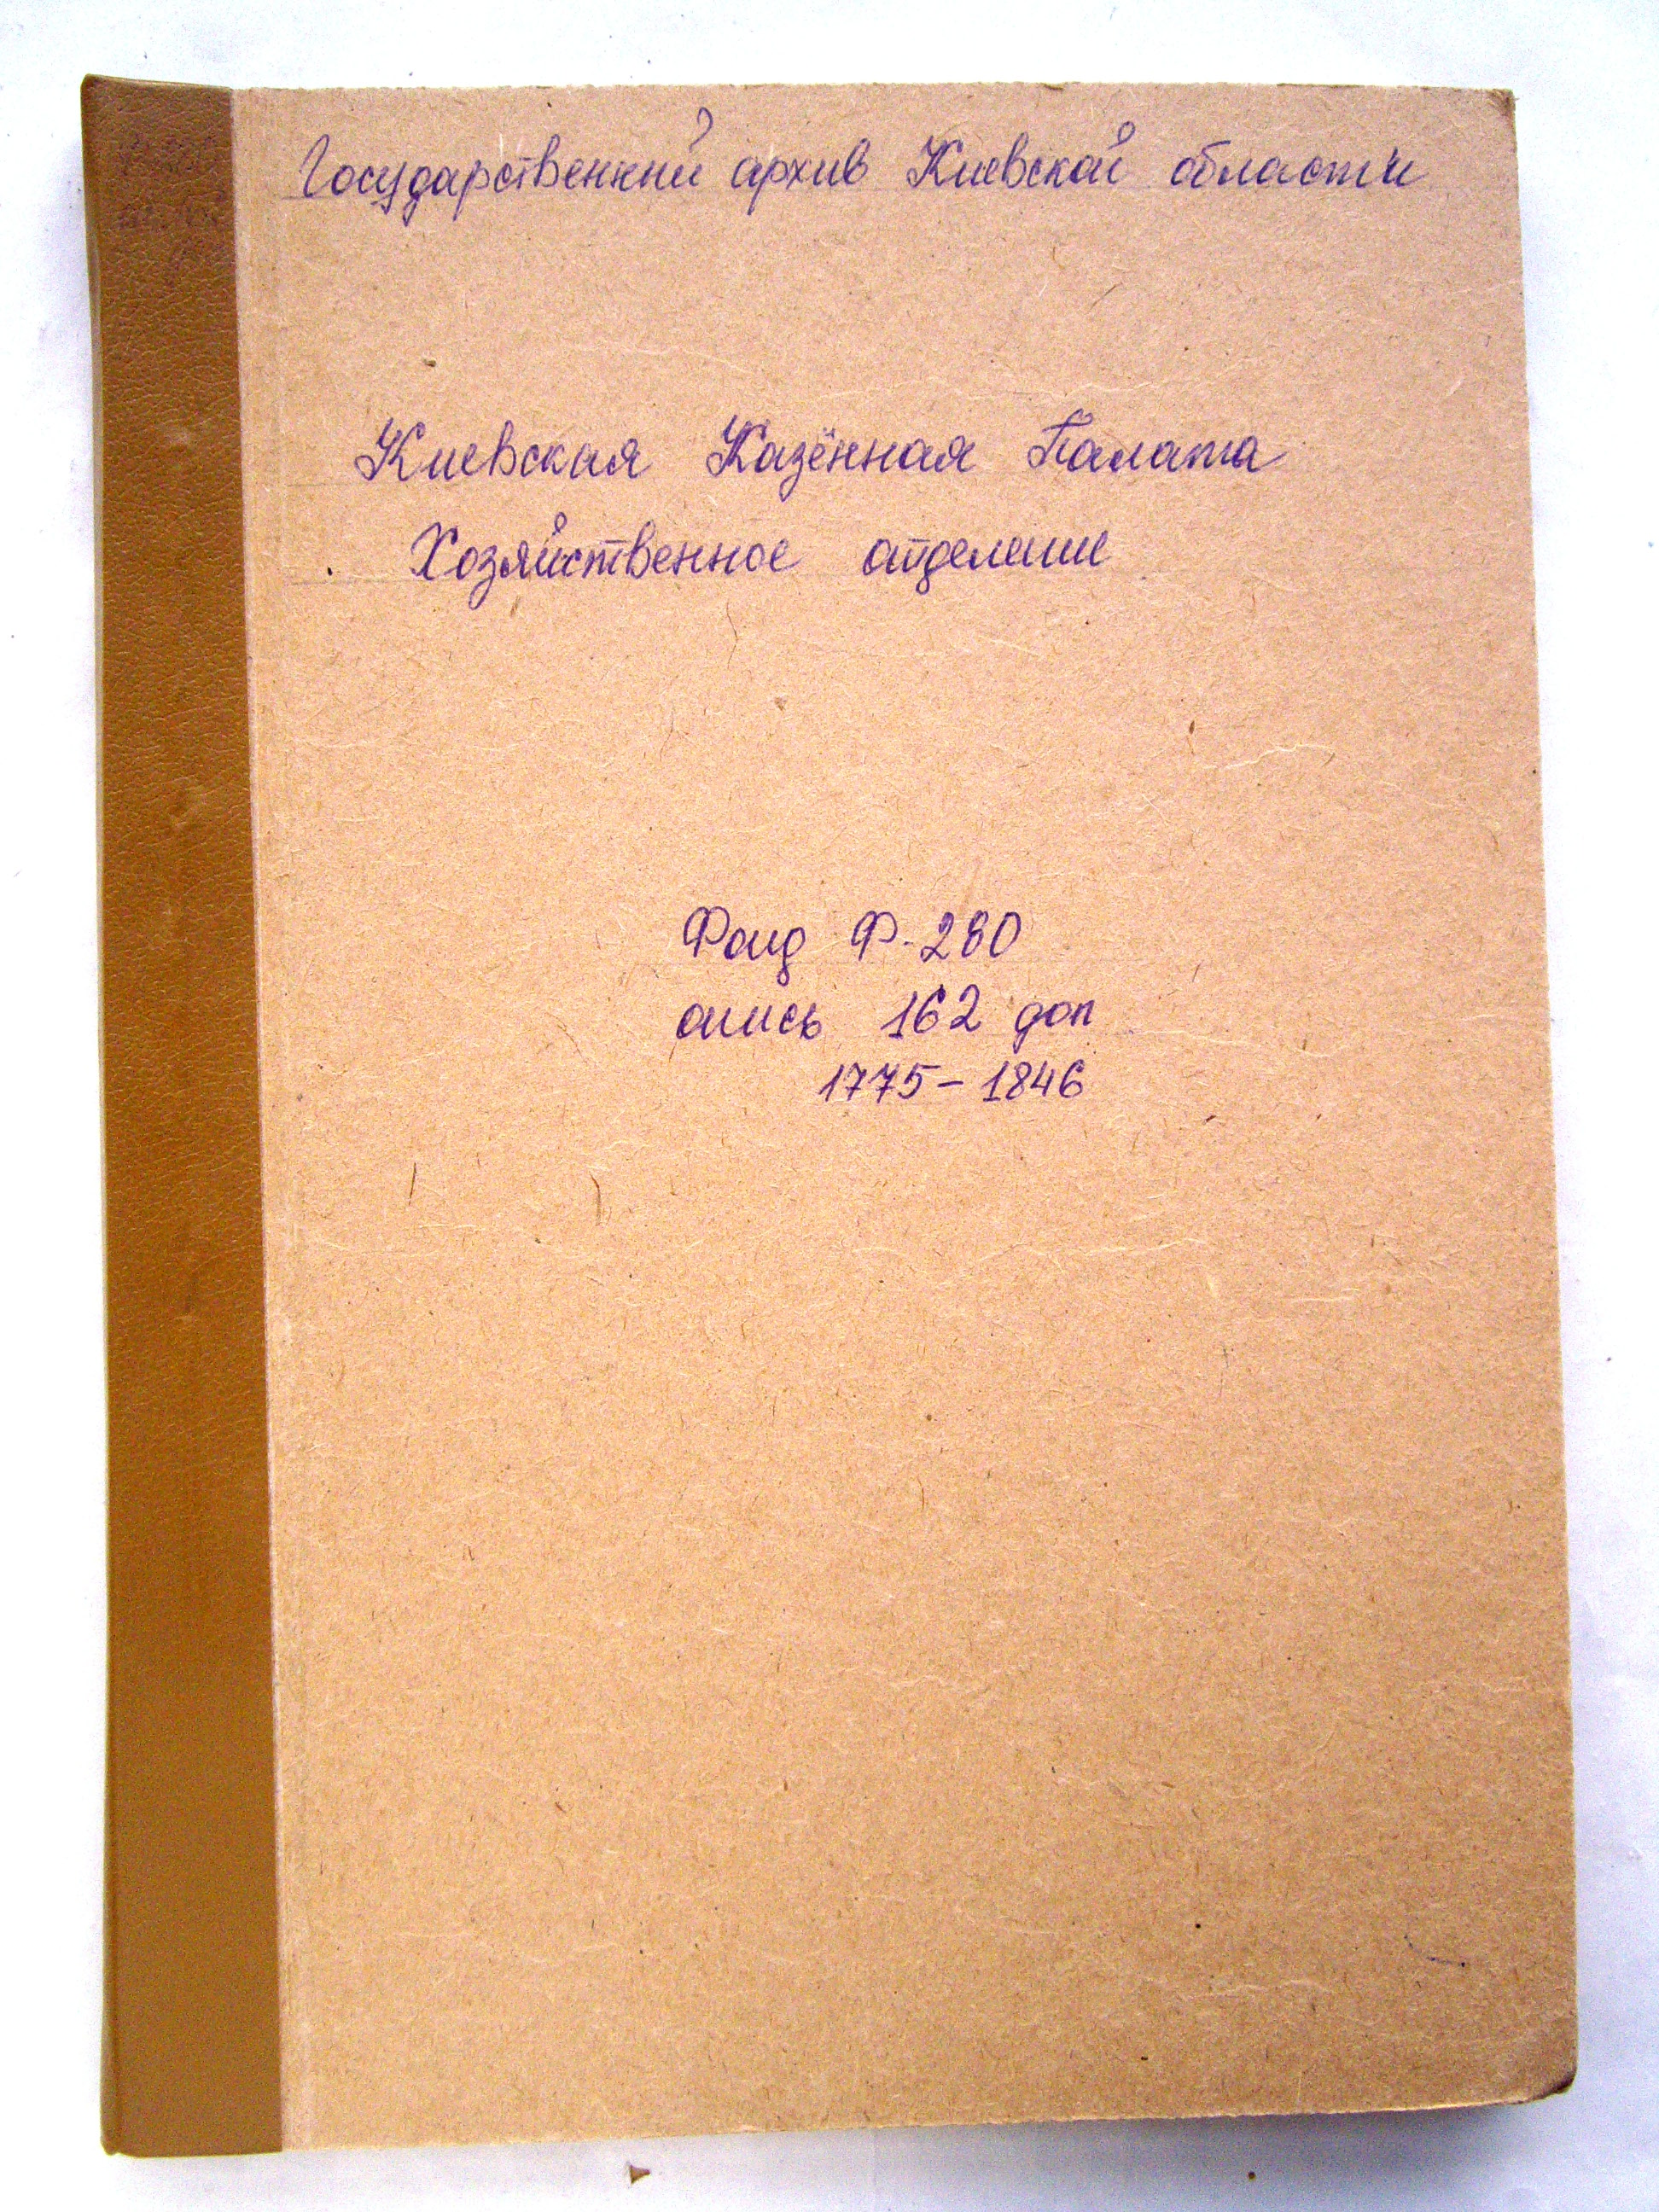 Государственный архив Киевской области
Киевская Казённая Палата
Хозяйственное отделение
Фонд Ф. 280
опись 162 доп
1775 – 1846